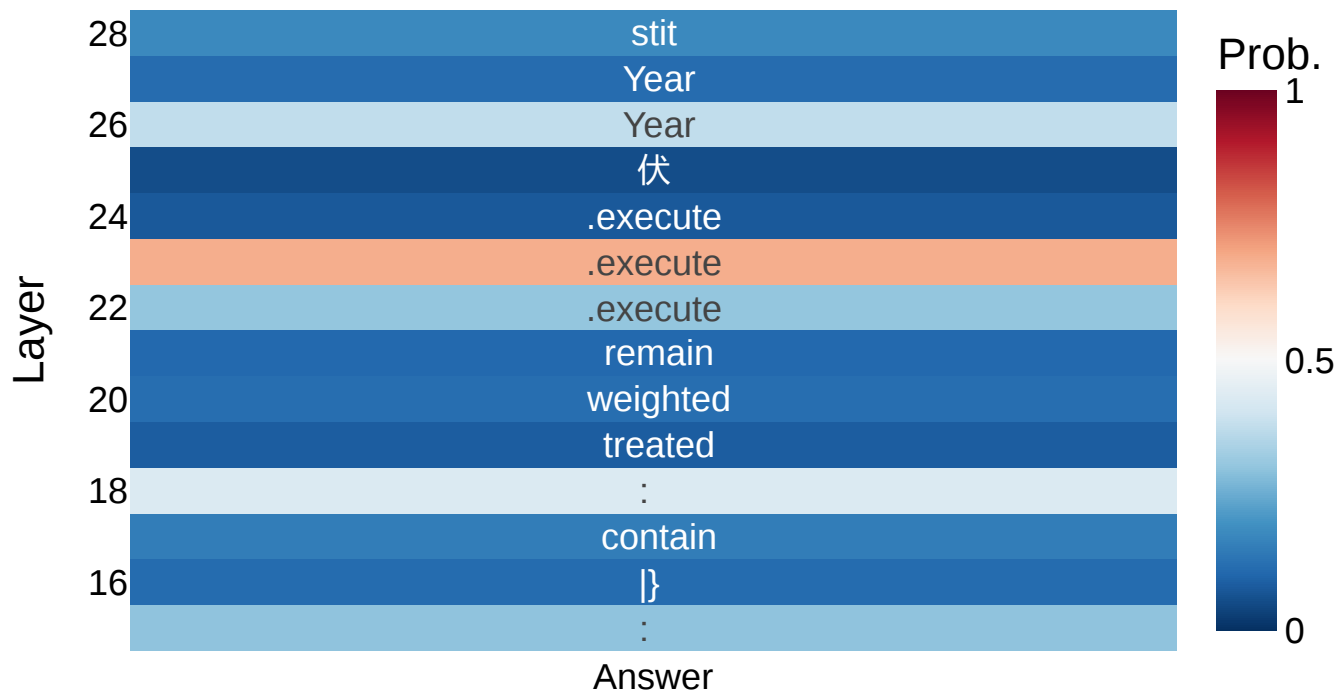 28 stit
Prob.
Year
1
26 Year
伏
24 .execute
.execute
22 .execute
Layer
remain
0.5
20 weighted
treated
18 :
contain
16 |}
:
0
Answer